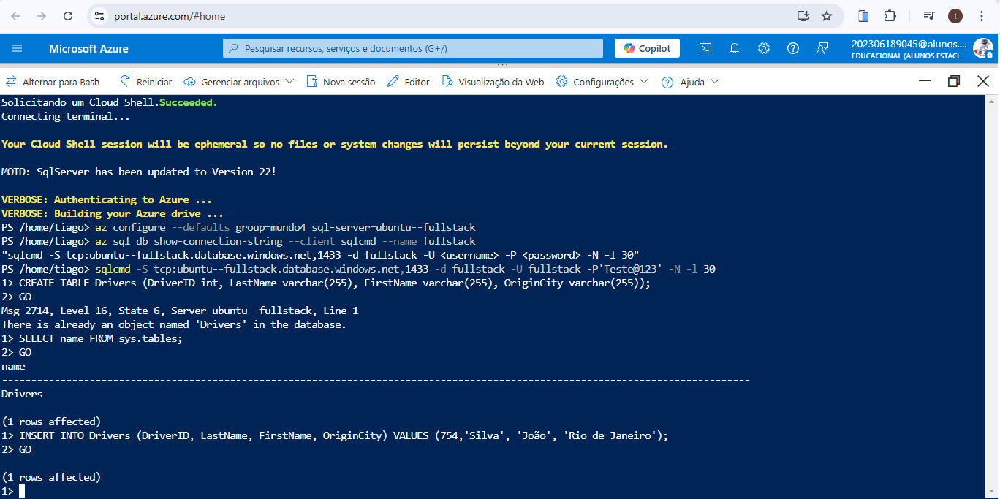 portal.azure.com/#home
t
Microsoft Azure
Pesquisar recursos, serviços e documentos (G+/)
Copilot
202306189045@alunos....
EDUCACIONAL (ALUNOS.ESTACI...
Alternar para Bash
Reiniciar
Gerenciar arquivos
Nova sessão
Editor
Visualização da Web
Configurações
Ajuda
Solicitando um Cloud Shell.Succeeded.
Connecting terminal...
Your Cloud Shell session will be ephemeral so no files or system changes will persist beyond your current session.
MOTD: SqlServer has been updated to Version 22!
VERBOSE: Authenticating to Azure ...
VERBOSE: Building your Azure drive ...
PS /home/tiago> az configure --defaults group=mundo4 sql-server=ubuntu--fullstack
PS /home/tiago> az sql db show-connection-string --client sqlcmd --name fullstack
"sqlcmd -S tcp:ubuntu--fullstack.database.windows.net,1433 -d fullstack -U <username> -P <password> -N -l 30"
PS /home/tiago> sqlcmd -S tcp:ubuntu--fullstack.database.windows.net,1433 -d fullstack -U fullstack -P'Teste@123' -N -l 30
1> CREATE TABLE Drivers (DriverID int, LastName varchar(255), FirstName varchar(255), OriginCity varchar(255));
2> GO
Msg 2714, Level 16, State 6, Server ubuntu--fullstack, Line 1
There is already an object named 'Drivers' in the database.
1> SELECT name FROM sys.tables;
2> GO
name
--------------------------------------------------------------------------------------------------------------------------------
Drivers
(1 rows affected)
1> INSERT INTO Drivers (DriverID, LastName, FirstName, OriginCity) VALUES (754,'Silva', 'João', 'Rio de Janeiro');
2> GO
(1 rows affected)
1>